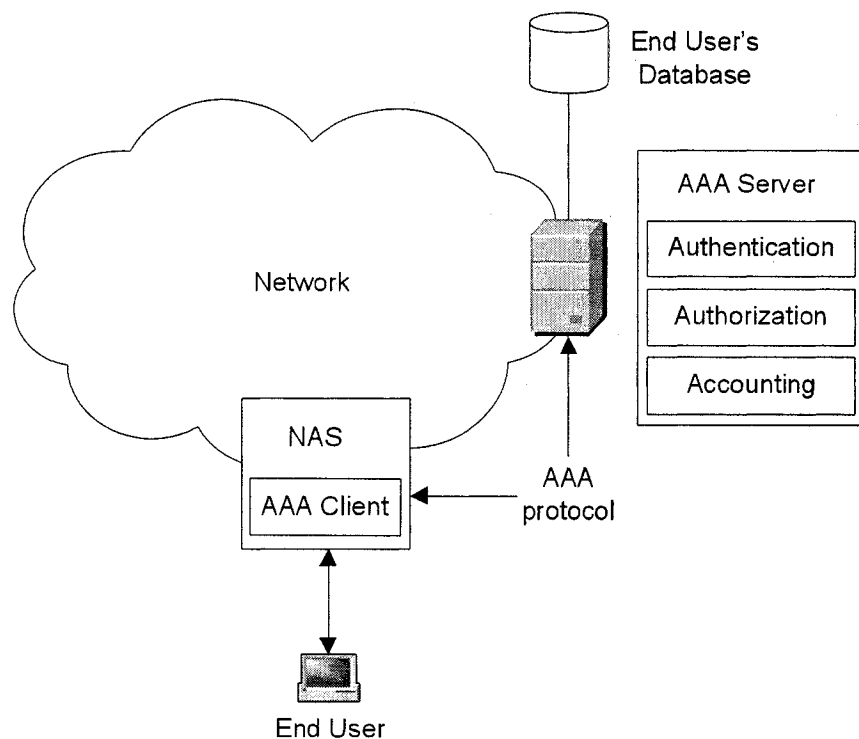 End User's
Database
AAA Server
Authentication
Authorization
Accounting
Network
NAS
AAA Client
AAA
protocol
End User